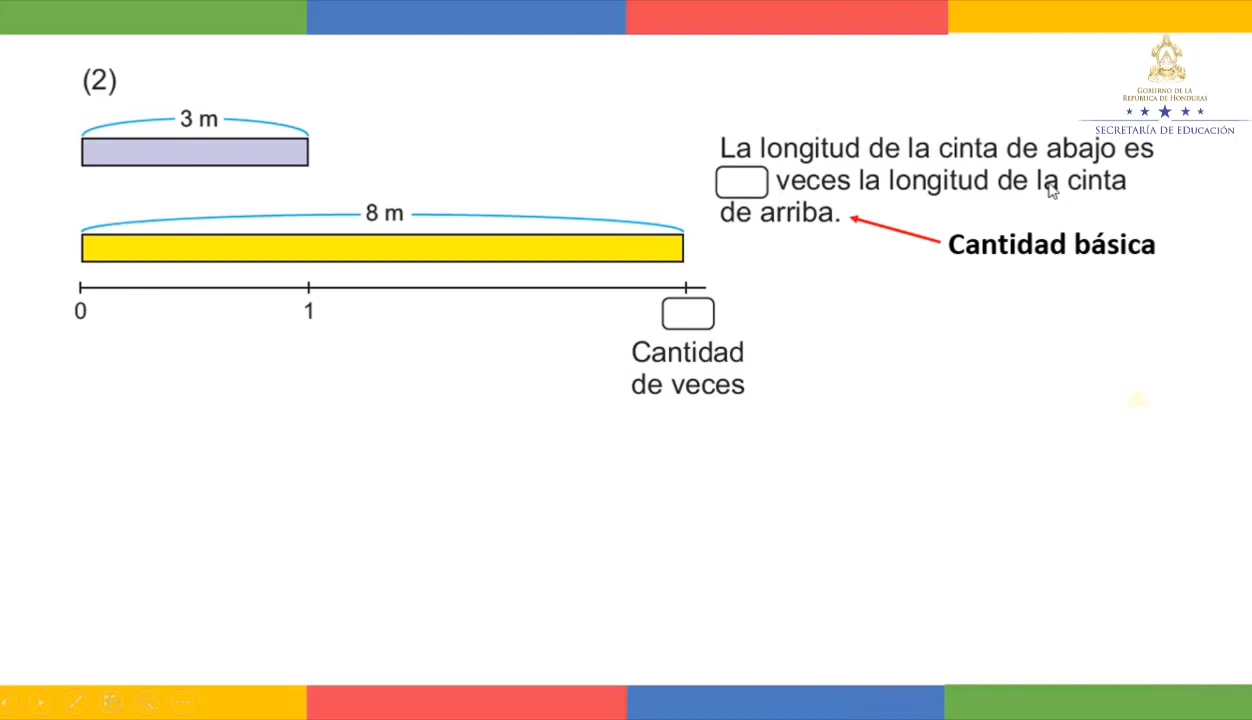 (2)
3 m
8 m
0
1
Cantidad
de veces
GOBIERNO DE LA
REPÚBLICA DE HONDURAS
SECRETARÍA DE EDUCACIÓN
La longitud de la cinta de abajo es
veces la longitud de la cinta
de arriba.
Cantidad básica